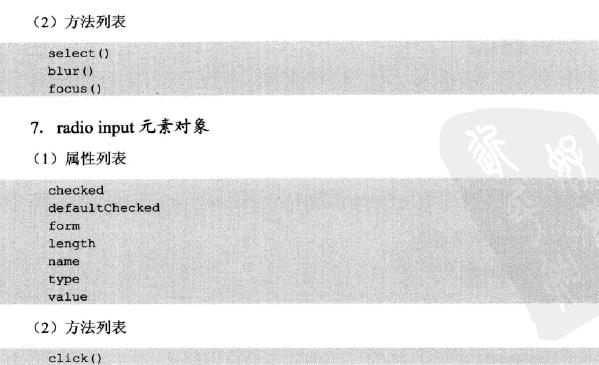 （2）方法列表
select()
blur()
focus()
7. radio input 元素对象
（1）属性列表
checked
defaultChecked
form
length
name
type
value
（2）方法列表
click()